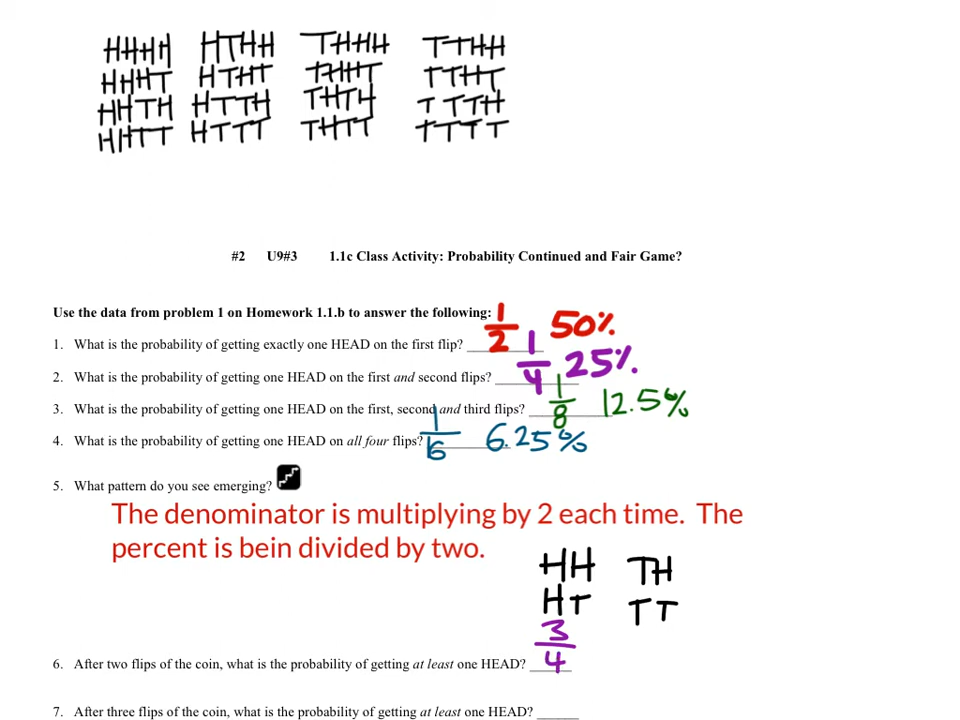 HHHH HTHH THHH TTHH
HHHT HTHT THHT TTHT
HHTH HTTH THTH TTTH
HHTT HTTT THTT TTTT
#2 U9#3 1.1c Class Activity: Probability Continued and Fair Game?
Use the data from problem 1 on Homework 1.1.b to answer the following:
1. What is the probability of getting exactly one HEAD on the first flip? 1/2 50%
2. What is the probability of getting one HEAD on the first and second flips? 1/4 25%
3. What is the probability of getting one HEAD on the first, second and third flips? 1/8 12.5%
4. What is the probability of getting one HEAD on all four flips? 1/16 6.25%
5. What pattern do you see emerging?
The denominator is multiplying by 2 each time. The
percent is bein divided by two.
HH TH
HT TT
6. After two flips of the coin, what is the probability of getting at least one HEAD? 3/4
7. After three flips of the coin, what is the probability of getting at least one HEAD?